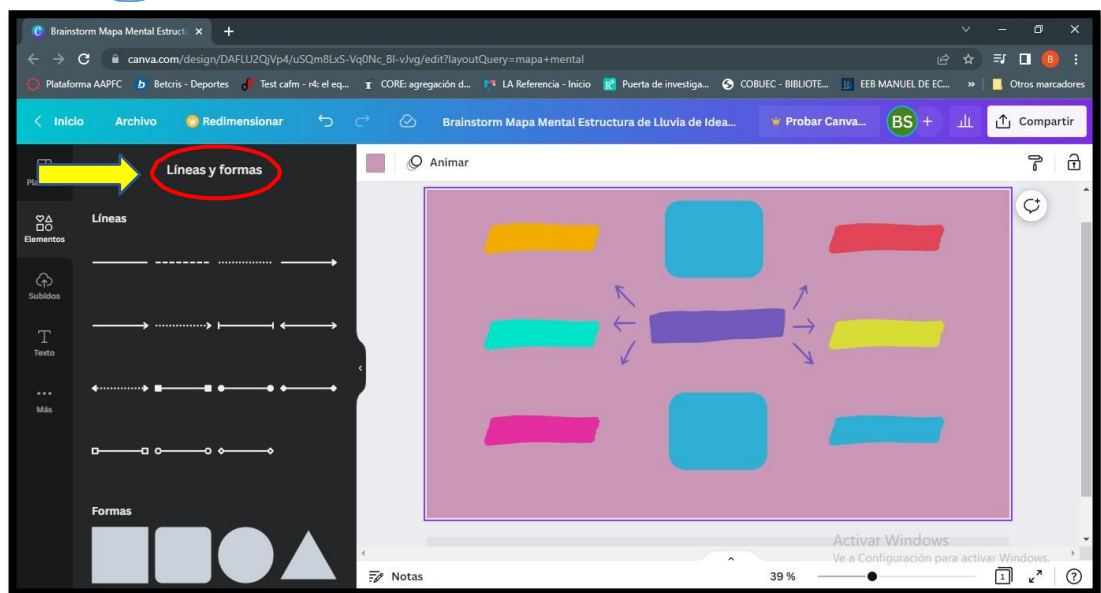 Brainstorm Mapa Mental Estructu
canva.com/design/DAFLU2QjVp4/uSQm8LxS-Vq0Nc_BI-vJvg/edit?layoutQuery=mapa+mental
Plataforma AAPFC Betcris - Deportes Test cafm - r4: el eq... CORE: agregación d... LA Referencia - Inicio Puerta de investiga... COBUEC - BIBLIOTE... EEB MANUEL DE EC... » Otros marcadores
Inicio Archivo Redimensionar Brainstorm Mapa Mental Estructura de Lluvia de Idea... Probar Canva... BS + Compartir
Líneas y formas
Animar
Elementos
Subidos
Texto
Más
Líneas
Formas
Activar Windows
Ve a Configuración para activar Windows.
Notas 39 % 1